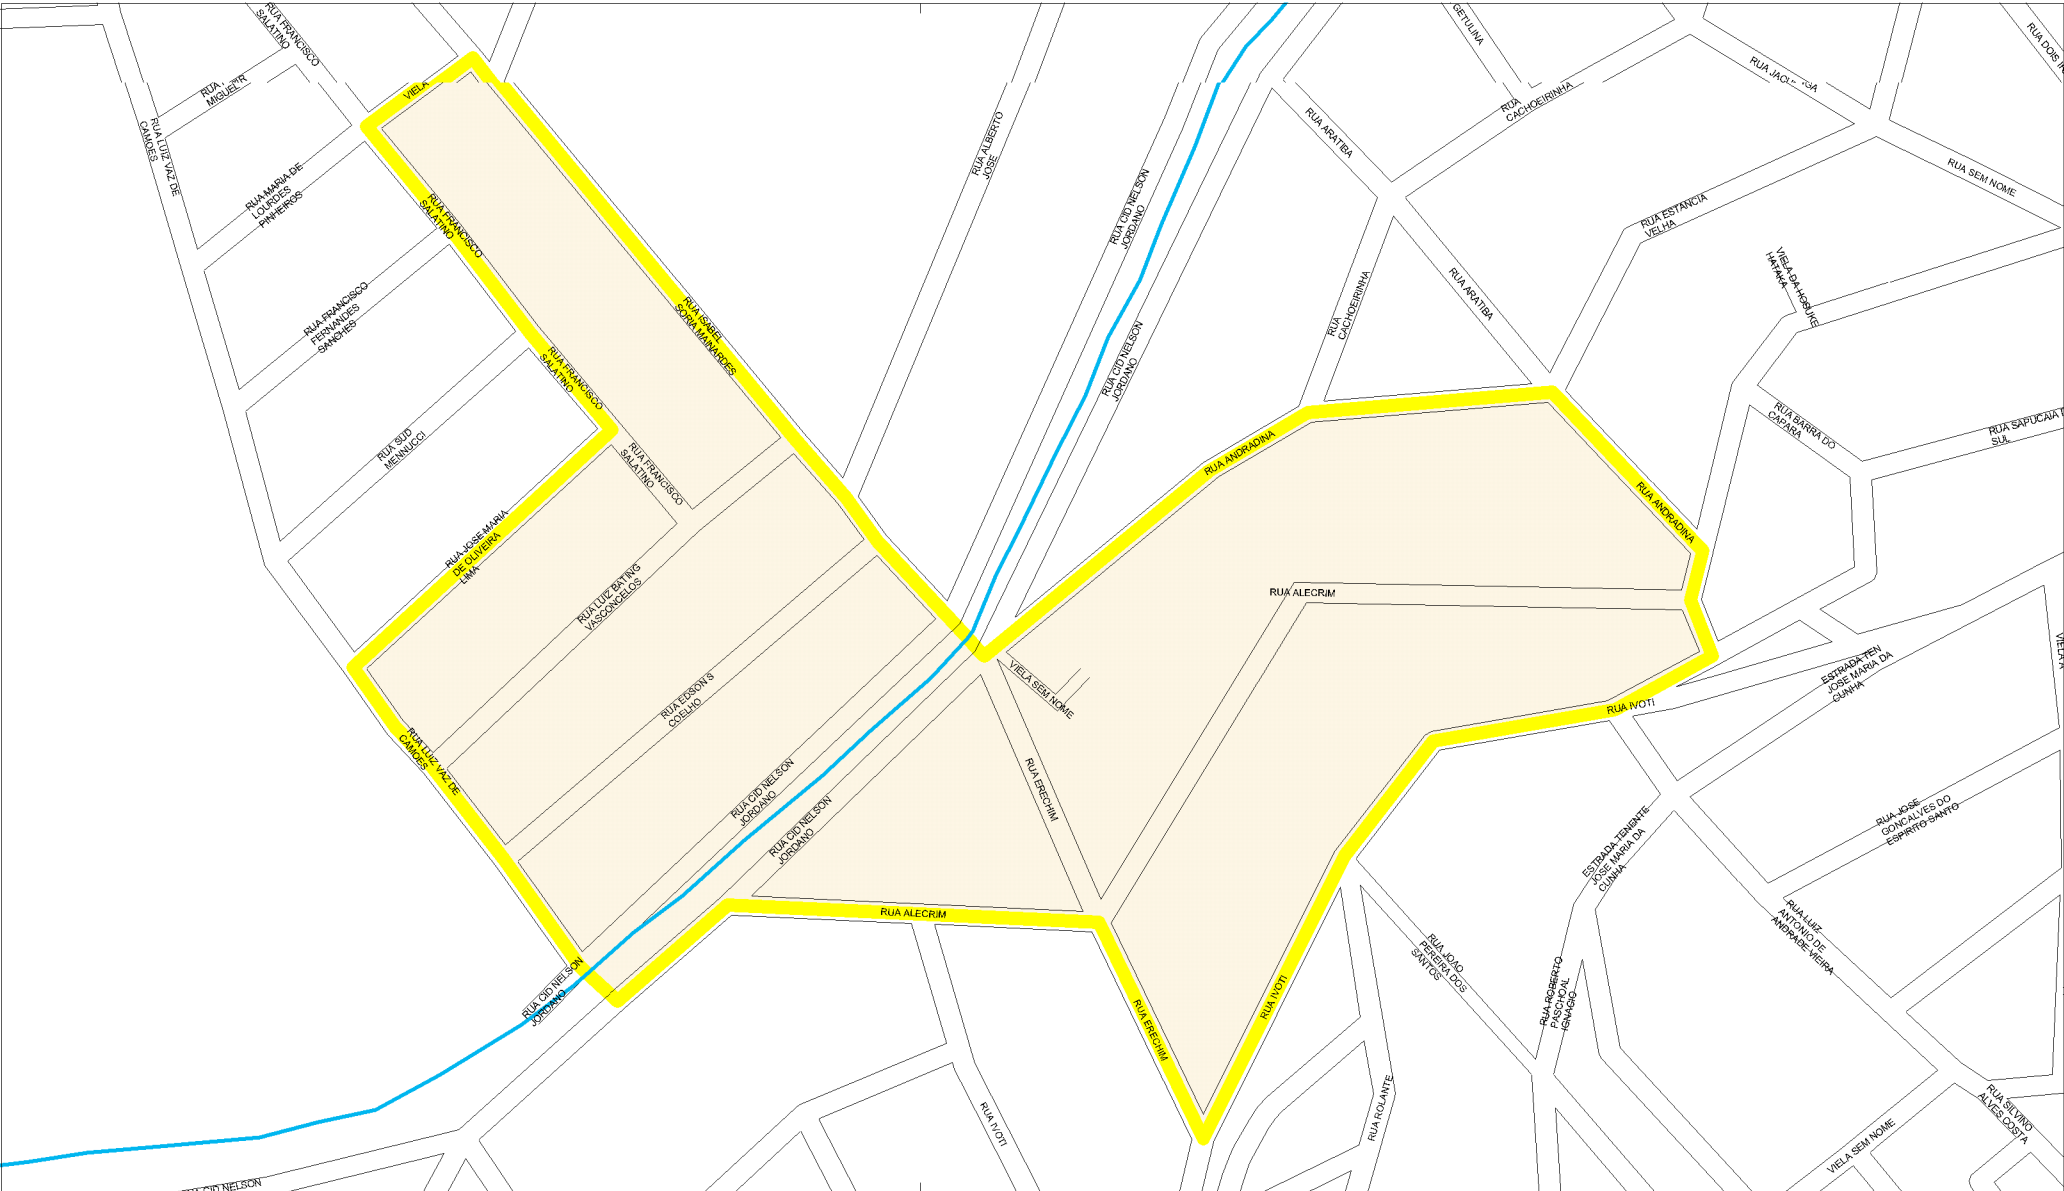 RUA FRANCISCO
SALATINO
GETULINA
RUA
MIGUEL
VIELA
RUA
CACHOEIRINHA
RUA LUIZ VAZ DE
CAMOES
RUA ALBERTO
JOSE
RUA ARATIBA
RUA SEM NOME
RUA MARIA DE
LOURDES
PINHEIROS
RUA FRANCISCO
SALATINO
RUA CID NELSON
JORDANO
RUA ESTANCIA
VELHA
VIELA DA HOSUKE
HATAKA
RUA FRANCISCO
FERNANDES
SANCHES
RUA ISABEL
SORIA MAINARDES
RUA CID NELSON
JORDANO
RUA
CACHOEIRINHA
RUA ARATIBA
RUA FRANCISCO
SALATINO
RUA BARRA DO
CAPARA
RUA SAPUCAIA
SUL
RUA SUD
MENNUCCI
RUA FRANCISCO
SALATINO
RUA ANDRADINA
RUA ANDRADINA
RUA JOSE MARIA
DE OLIVEIRA
LIMA
RUA LUIZ BATING
VASCONCELOS
RUA ALECRIM
RUA EDSON S
COELHO
VIELA SEM NOME
ESTRADA TEN
JOSE MARIA DA
CUNHA
RUA IVOTI
RUA LUIZ VAZ DE
CAMOES
RUA CID NELSON
JORDANO
RUA CID NELSON
JORDANO
RUA ERECHIM
ESTRADA TENENTE
JOSE MARIA DA
CUNHA
RUA JOSE
GONCALVES DO
ESPIRITO SANTO
RUA ALECRIM
RUA LUIZ
ANTONIO DE
ANDRADE VIEIRA
RUA CID NELSON
JORDANO
RUA ERECHIM
RUA IVOTI
RUA JOAO
PEREIRA DOS
SANTOS
RUA ROBERTO
PASCHOAL
IGNACIO
RUA IVOTI
RUA ROLANTE
RUA SILVINO
ALVES COSTA
VIELA SEM NOME
CID NELSON